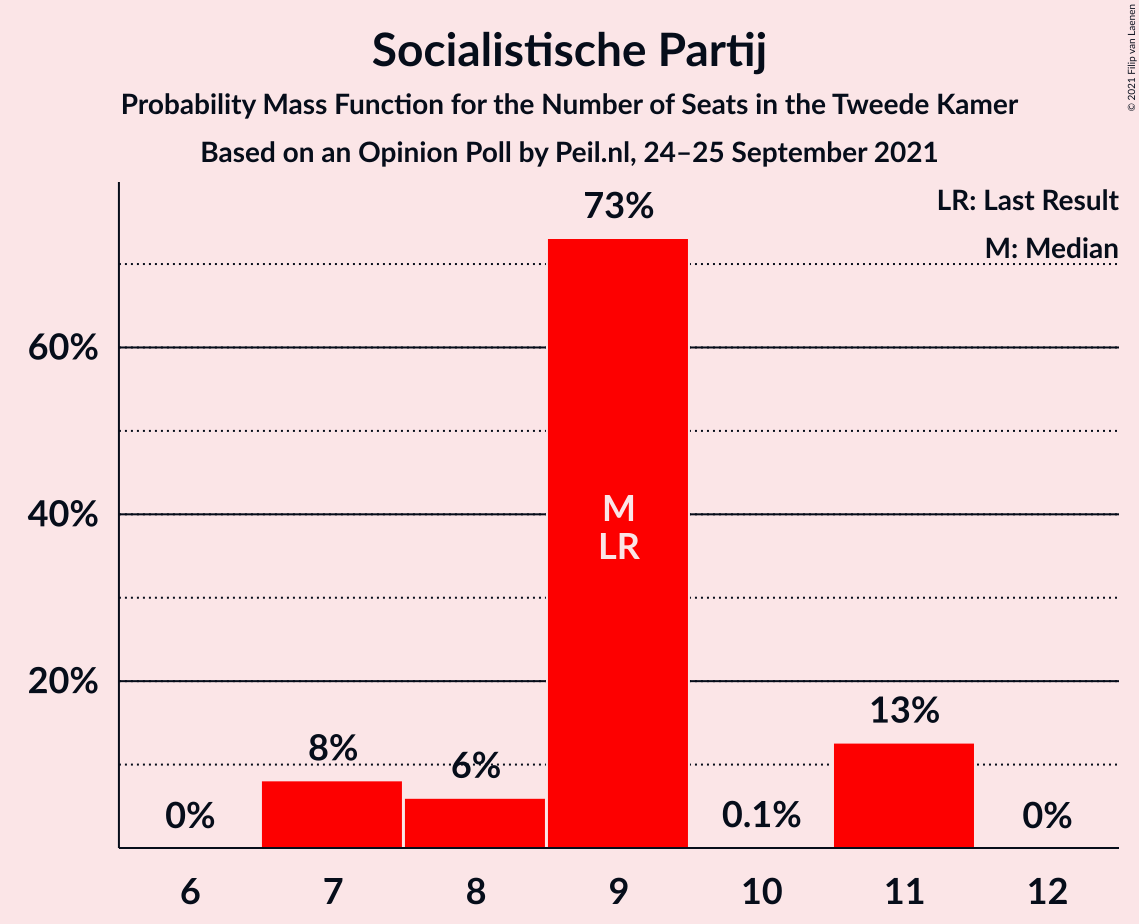 Socialistische Partij
Probability Mass Function for the Number of Seats in the Tweede Kamer
Based on an Opinion Poll by Peil.nl, 24–25 September 2021
© 2021 Filip van Laenen
LR: Last Result
M: Median
60%
40%
20%
0%
8%
6%
73%
M
LR
0.1%
13%
0%
6 7 8 9 10 11 12